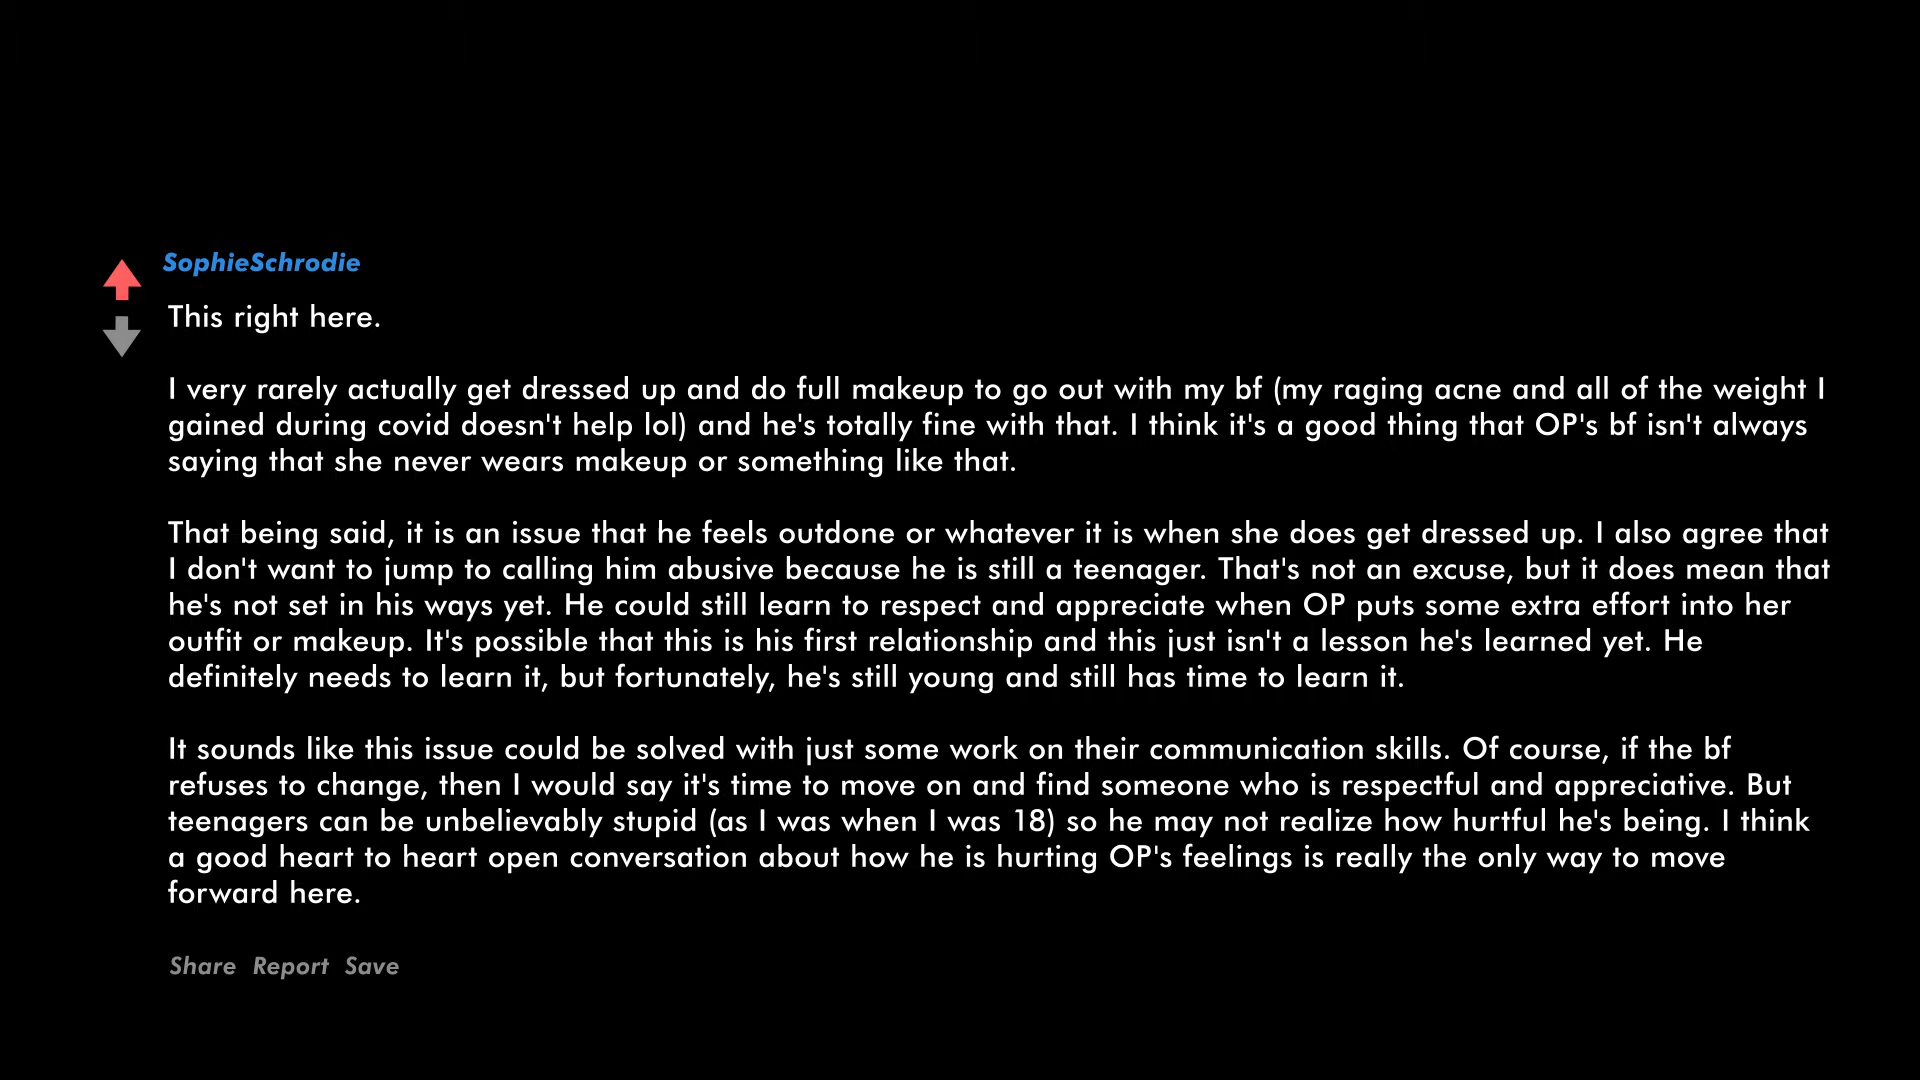 SophieSchrodie
This right here.
I very rarely actually get dressed up and do full makeup to go out with my bf (my raging acne and all of the weight I
gained during covid doesn't help lol) and he's totally fine with that. I think it's a good thing that OP's bf isn't always
saying that she never wears makeup or something like that.
That being said, it is an issue that he feels outdone or whatever it is when she does get dressed up. I also agree that
I don't want to jump to calling him abusive because he is still a teenager. That's not an excuse, but it does mean that
he's not set in his ways yet. He could still learn to respect and appreciate when OP puts some extra effort into her
outfit or makeup. It's possible that this is his first relationship and this just isn't a lesson he's learned yet. He
definitely needs to learn it, but fortunately, he's still young and still has time to learn it.
It sounds like this issue could be solved with just some work on their communication skills. Of course, if the bf
refuses to change, then I would say it's time to move on and find someone who is respectful and appreciative. But
teenagers can be unbelievably stupid (as I was when I was 18) so he may not realize how hurtful he's being. I think
a good heart to heart open conversation about how he is hurting OP's feelings is really the only way to move
forward here.
Share Report Save